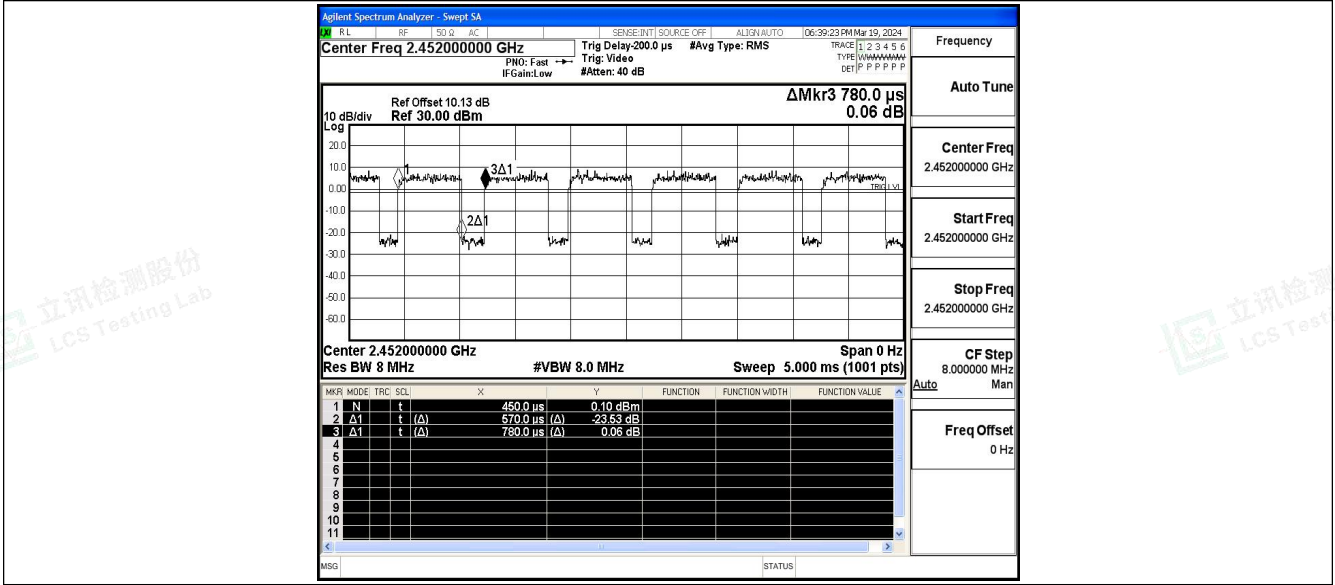 Agilent Spectrum Analyzer - Swept SA
RL RF 50 Ω AC SENSE:INT SOURCE OFF ALIGN AUTO 06:39:23 PM Mar 19, 2024
Center Freq 2.452000000 GHz
PNO: Fast
IFGain:Low
Trig Delay-200.0 µs
Trig: Video
#Atten: 40 dB
#Avg Type: RMS
TRACE 1 2 3 4 5 6
TYPE WWWWWW
DET P P P P P P
Frequency
Auto Tune
Center Freq
2.452000000 GHz
Start Freq
2.452000000 GHz
Stop Freq
2.452000000 GHz
CF Step
8.000000 MHz
Auto Man
Freq Offset
0 Hz
ΔMkr3 780.0 µs
0.06 dB
Ref Offset 10.13 dB
10 dB/div Ref 30.00 dBm
Log
20.0
10.0
0.00
-10.0
-20.0
-30.0
-40.0
-50.0
-60.0
1
3Δ1
2Δ1
TRIG LVL
Center 2.452000000 GHz Span 0 Hz
Res BW 8 MHz #VBW 8.0 MHz Sweep 5.000 ms (1001 pts)
MKR MODE TRC SCL X Y FUNCTION FUNCTION WIDTH FUNCTION VALUE
1 N t 450.0 µs 0.10 dBm
2 Δ1 t (Δ) 570.0 µs (Δ) -23.53 dB
3 Δ1 t (Δ) 780.0 µs (Δ) 0.06 dB
4
5
6
7
8
9
10
11
MSG STATUS
立讯检测股份
LCS Testing Lab
立讯检测
LCS Test